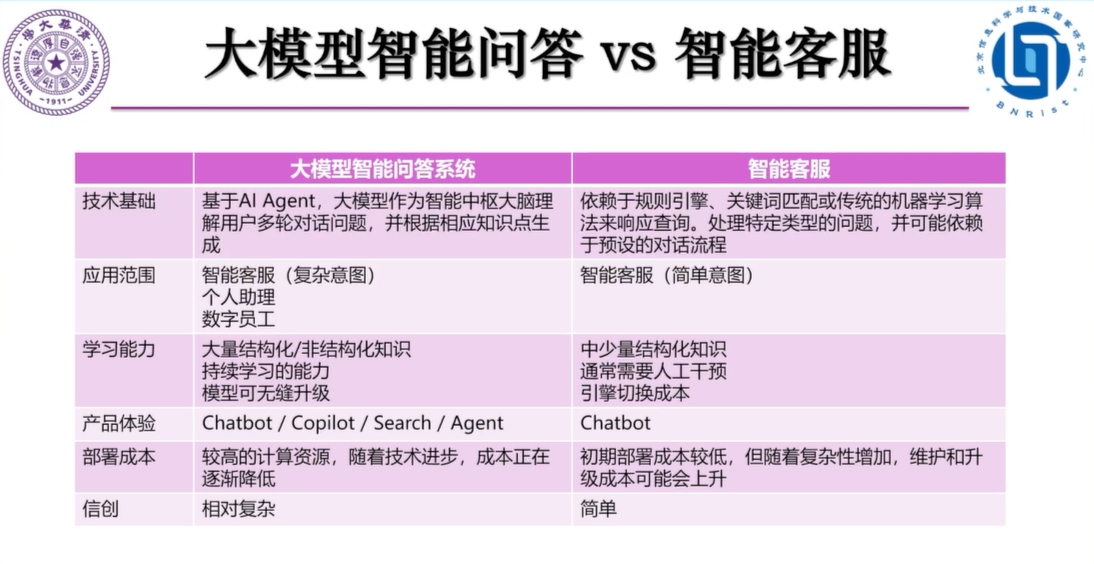 大模型智能问答 vs 智能客服
清華大學
自强不息
厚德載物
TSINGHUA UNIVERSITY
-1911-
北京信息科学与技术国家研究中心
BNRist
大模型智能问答系统
智能客服
技术基础
基于AI Agent，大模型作为智能中枢大脑理
解用户多轮对话问题，并根据相应知识点生
成
依赖于规则引擎、关键词匹配或传统的机器学习算
法来响应查询。处理特定类型的问题，并可能依赖
于预设的对话流程
应用范围
智能客服（复杂意图）
个人助理
数字员工
智能客服（简单意图）
学习能力
大量结构化/非结构化知识
持续学习的能力
模型可无缝升级
中少量结构化知识
通常需要人工干预
引擎切换成本
产品体验
Chatbot / Copilot / Search / Agent
Chatbot
部署成本
较高的计算资源，随着技术进步，成本正在
逐渐降低
初期部署成本较低，但随着复杂性增加，维护和升
级成本可能会上升
信创
相对复杂
简单